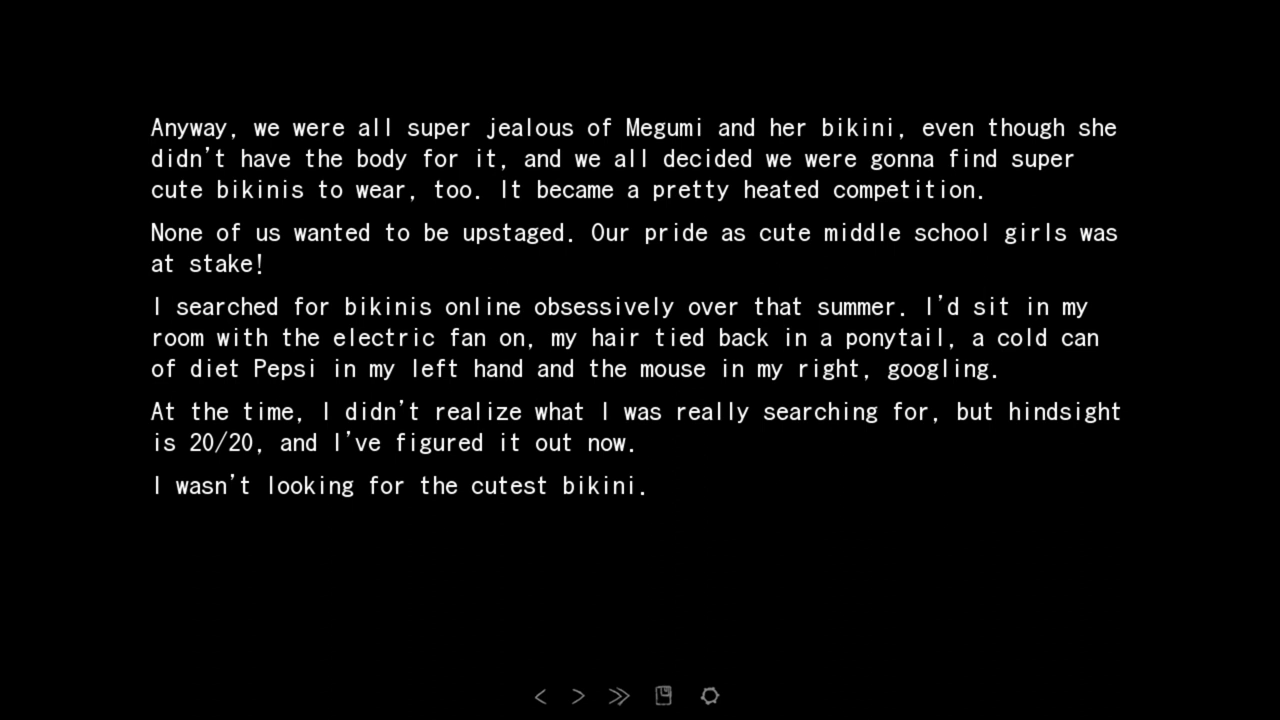 Anyway, we were all super jealous of Megumi and her bikini, even though she
didn't have the body for it, and we all decided we were gonna find super
cute bikinis to wear, too. It became a pretty heated competition.
None of us wanted to be upstaged. Our pride as cute middle school girls was
at stake!
I searched for bikinis online obsessively over that summer. I'd sit in my
room with the electric fan on, my hair tied back in a ponytail, a cold can
of diet Pepsi in my left hand and the mouse in my right, googling.
At the time, I didn't realize what I was really searching for, but hindsight
is 20/20, and I've figured it out now.
I wasn't looking for the cutest bikini.